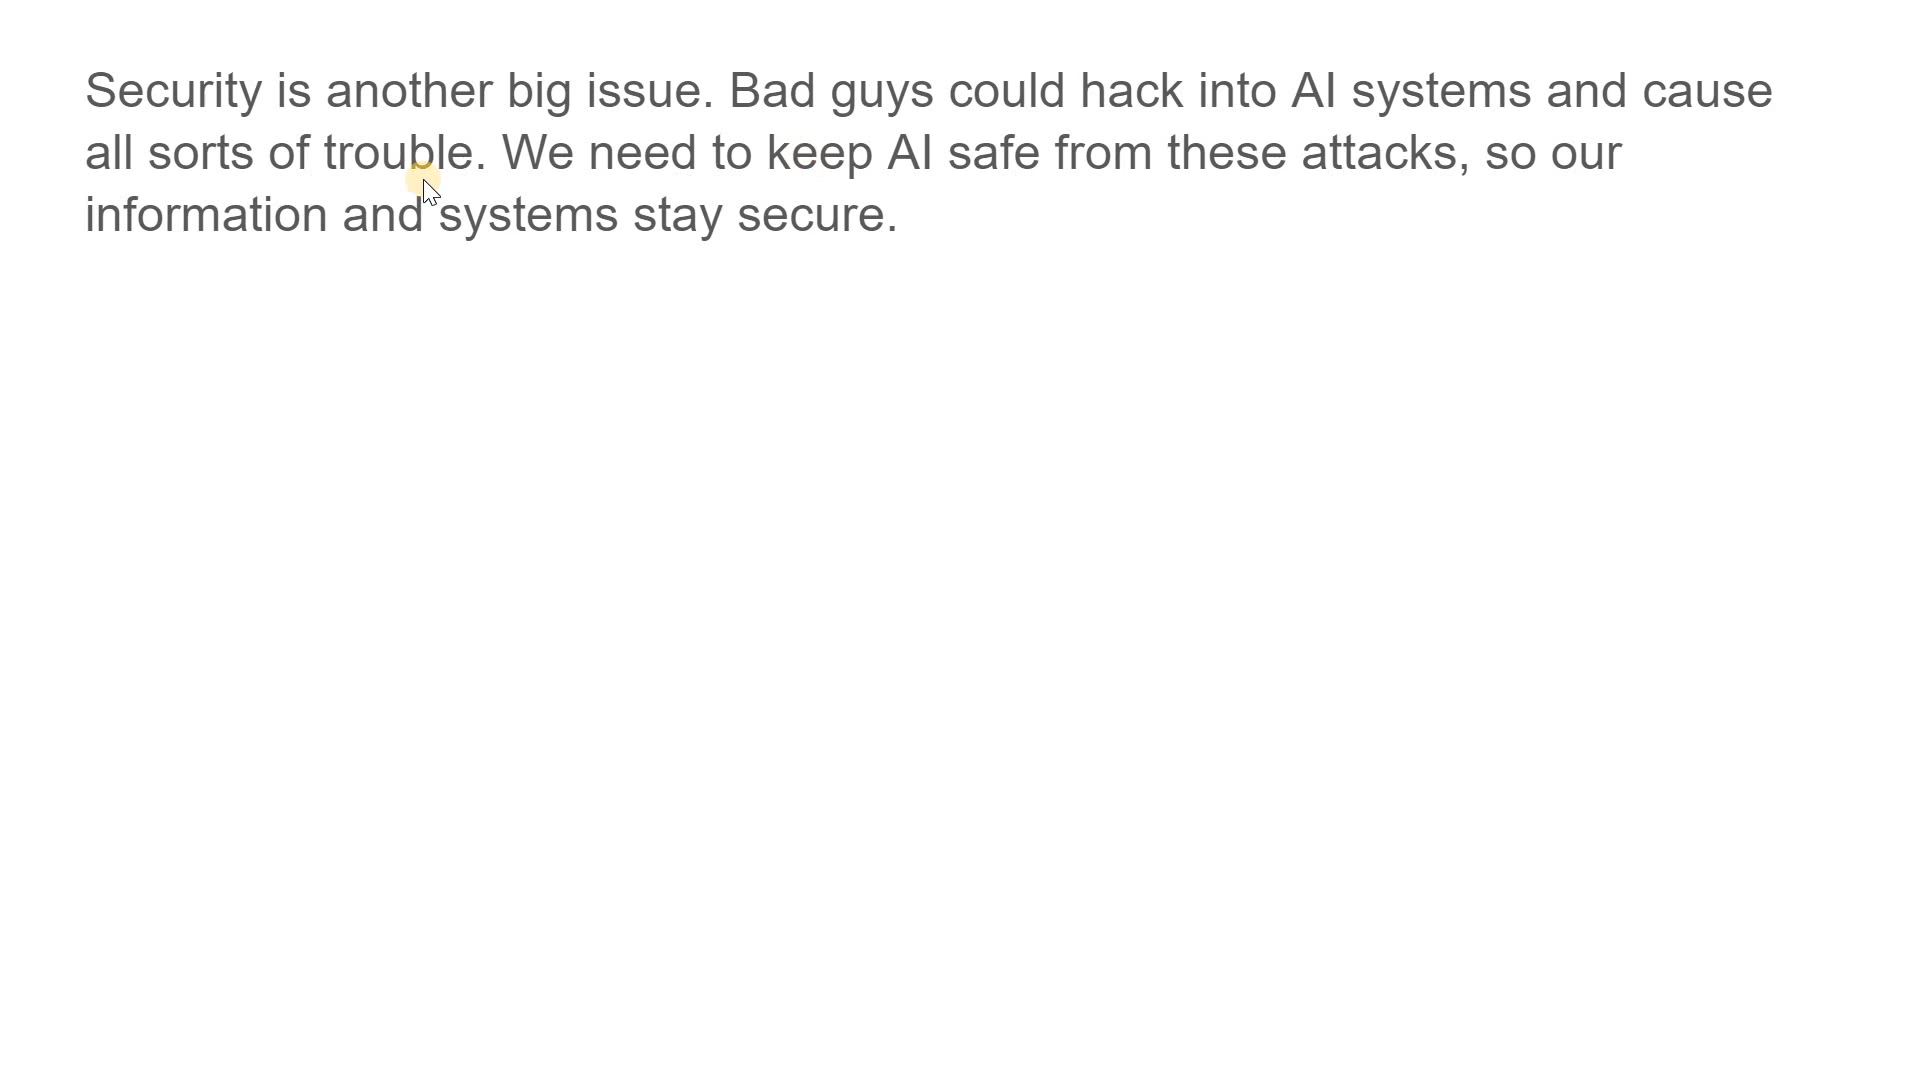 Security is another big issue. Bad guys could hack into AI systems and cause
all sorts of trouble. We need to keep AI safe from these attacks, so our
information and systems stay secure.